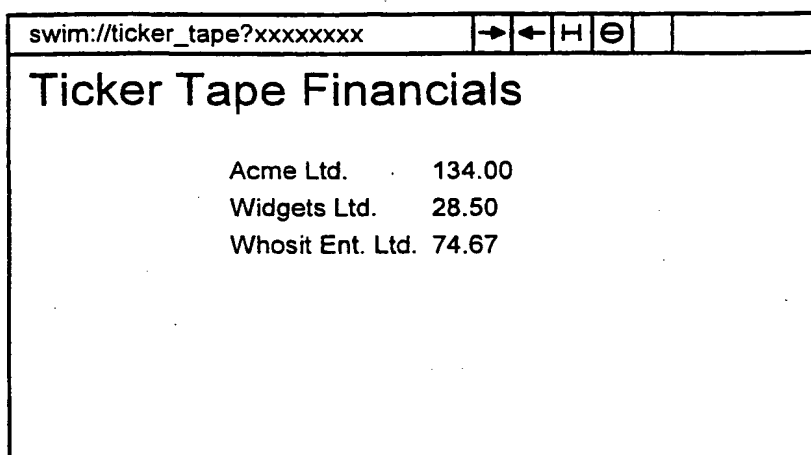 swim://ticker_tape?xxxxxxxx → ← H Θ
Ticker Tape Financials
Acme Ltd. 134.00
Widgets Ltd. 28.50
Whosit Ent. Ltd. 74.67